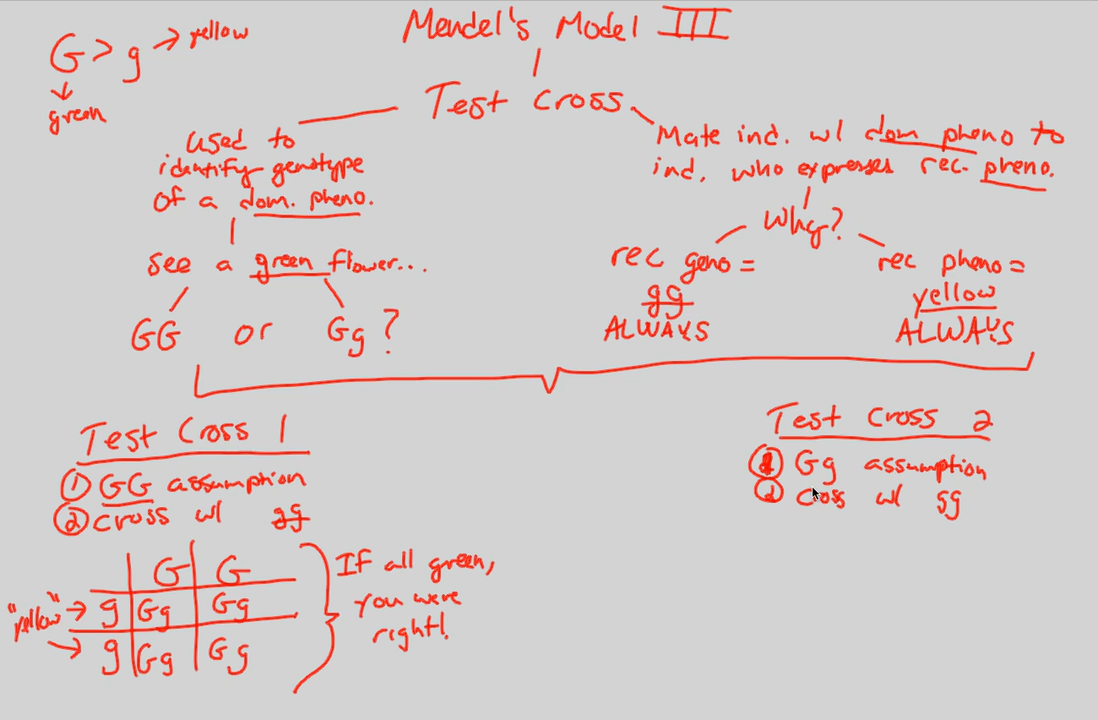 Mendel's Model III
G > g → yellow
↓
green
Test Cross
Used to
identify genotype
of a dom. pheno.
see a green flower...
GG or Gg?
Mate ind. w/ dom pheno to
ind. who expresses rec. pheno.
Why?
rec geno =
gg
ALWAYS
rec pheno =
yellow
ALWAYS
Test Cross 1
① GG assumption
② cross w/ gg
G G
"yellow" → g Gg Gg
→ g Gg Gg
If all green,
you were
right!
Test Cross 2
① Gg assumption
② cross w/ gg